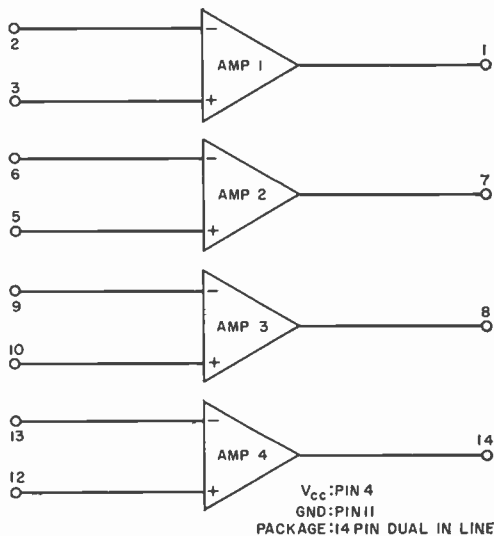 2
1
−
AMP 1
3
+
6
7
−
AMP 2
5
+
9
8
−
AMP 3
10
+
13
14
−
AMP 4
12
+
VCC:PIN 4
GND:PIN 11
PACKAGE:14 PIN DUAL IN LINE